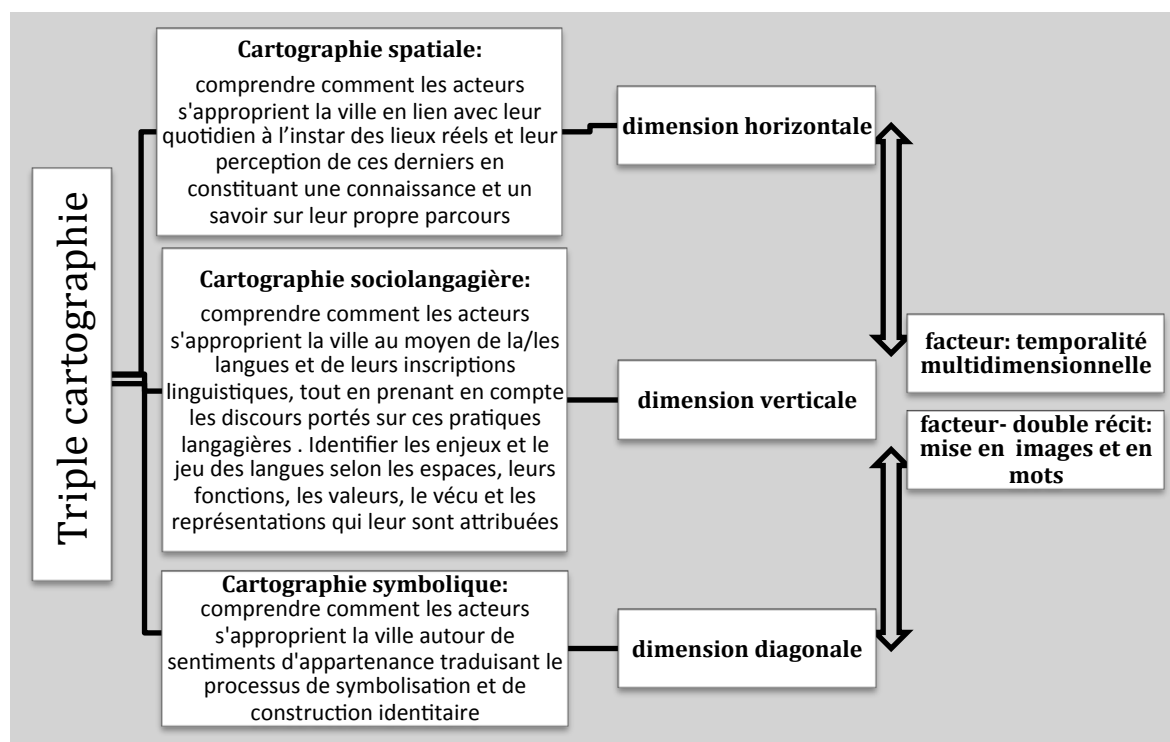 Triple cartographie
Cartographie spatiale:
comprendre comment les acteurs
s'approprient la ville en lien avec leur
quotidien à l’instar des lieux réels et leur
perception de ces derniers en
constituant une connaissance et un
savoir sur leur propre parcours
dimension horizontale
Cartographie sociolangagière:
comprendre comment les acteurs
s'approprient la ville au moyen de la/les
langues et de leurs inscriptions
linguistiques, tout en prenant en compte
les discours portés sur ces pratiques
langagières . Identifier les enjeux et le
jeu des langues selon les espaces, leurs
fonctions, les valeurs, le vécu et les
représentations qui leur sont attribuées
dimension verticale
Cartographie symbolique:
comprendre comment les acteurs
s'approprient la ville autour de
sentiments d'appartenance traduisant le
processus de symbolisation et de
construction identitaire
dimension diagonale
facteur: temporalité
multidimensionnelle
facteur- double récit:
mise en images et en
mots